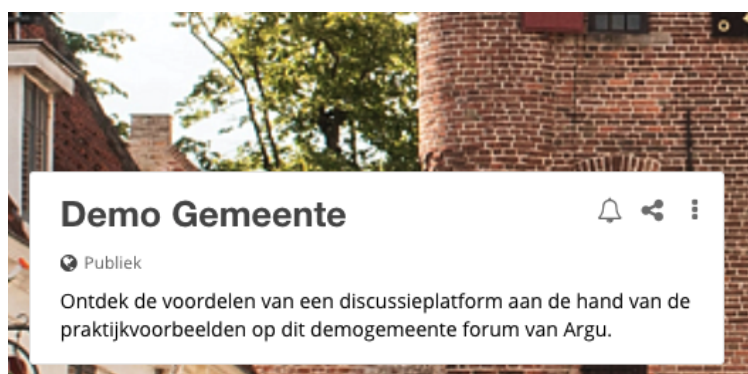 Demo Gemeente
Publiek
Ontdek de voordelen van een discussieplatform aan de hand van de
praktijkvoorbeelden op dit demogemeente forum van Argu.